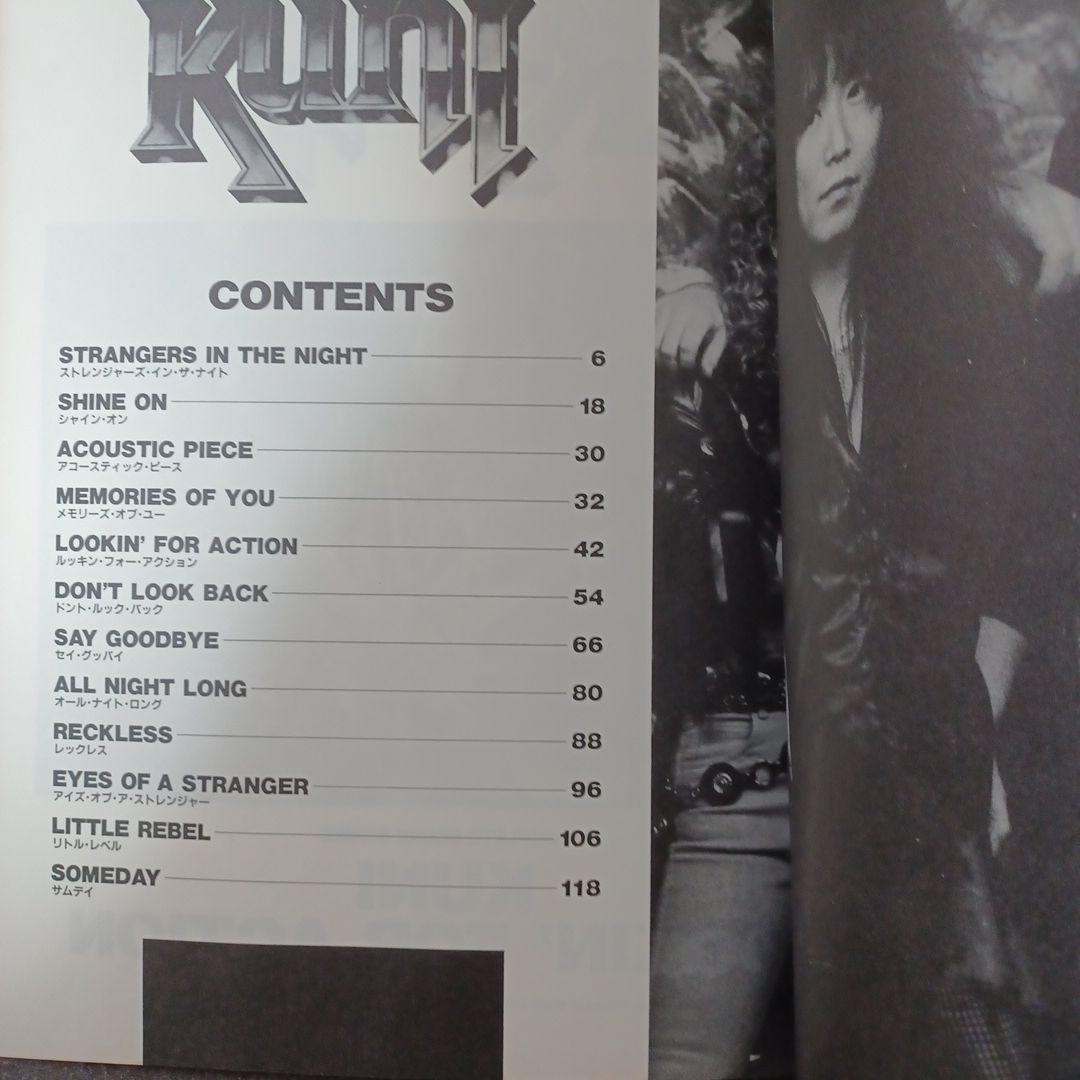 KUNI
CONTENTS
STRANGERS IN THE NIGHT 6
ストレンジャーズ・イン・ザ・ナイト
SHINE ON 18
シャイン・オン
ACOUSTIC PIECE 30
アコースティック・ピース
MEMORIES OF YOU 32
メモリーズ・オブ・ユー
LOOKIN' FOR ACTION 42
ルッキン・フォー・アクション
DON'T LOOK BACK 54
ドント・ルック・バック
SAY GOODBYE 66
セイ・グッバイ
ALL NIGHT LONG 80
オール・ナイト・ロング
RECKLESS 88
レックレス
EYES OF A STRANGER 96
アイズ・オブ・ア・ストレンジャー
LITTLE REBEL 106
リトル・レベル
SOMEDAY 118
サムデイ